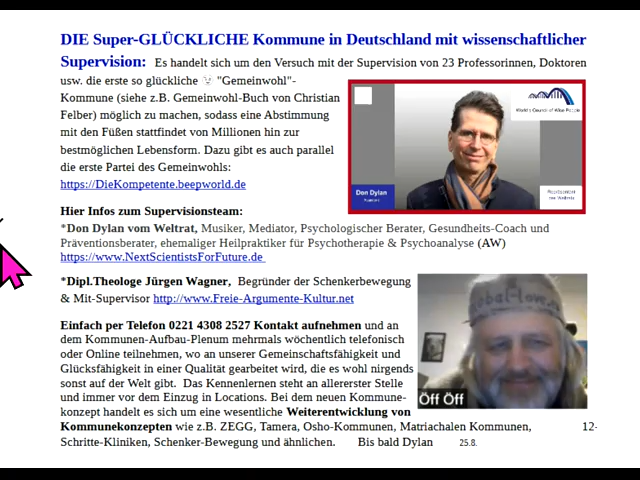 DIE Super-GLÜCKLICHE Kommune in Deutschland mit wissenschaftlicher
Supervision: Es handelt sich um den Versuch mit der Supervision von 23 Professorinnen, Doktoren
usw. die erste so glückliche "Gemeinwohl"-
Kommune (siehe z.B. Gemeinwohl-Buch von Christian
Felber) möglich zu machen, sodass eine Abstimmung
mit den Füßen stattfindet von Millionen hin zur
bestmöglichen Lebensform. Dazu gibt es auch parallel
die erste Partei des Gemeinwohls:
https://DieKompetente.beepworld.de
World's Council of Wise People
Don Dylan
Hier Infos zum Supervisionsteam:
*Don Dylan vom Weltrat, Musiker, Mediator, Psychologischer Berater, Gesundheits-Coach und
Präventionsberater, ehemaliger Heilpraktiker für Psychotherapie & Psychoanalyse (AW)
https://www.NextScientistsForFuture.de
*Dipl.Theologe Jürgen Wagner, Begründer der Schenkerbewegung
& Mit-Supervisor http://www.Freie-Argumente-Kultur.net
Global-Love
Öff Öff
Einfach per Telefon 0221 4308 2527 Kontakt aufnehmen und an
dem Kommunen-Aufbau-Plenum mehrmals wöchentlich telefonisch
oder Online teilnehmen, wo an unserer Gemeinschaftsfähigkeit und
Glücksfähigkeit in einer Qualität gearbeitet wird, die es wohl nirgends
sonst auf der Welt gibt. Das Kennenlernen steht an allererster Stelle
und immer vor dem Einzug in Locations. Bei dem neuen Kommune-
konzept handelt es sich um eine wesentliche Weiterentwicklung von
Kommunekonzepten wie z.B. ZEGG, Tamera, Osho-Kommunen, Matriachalen Kommunen, 12-
Schritte-Kliniken, Schenker-Bewegung und ähnlichen. Bis bald Dylan 25.8.